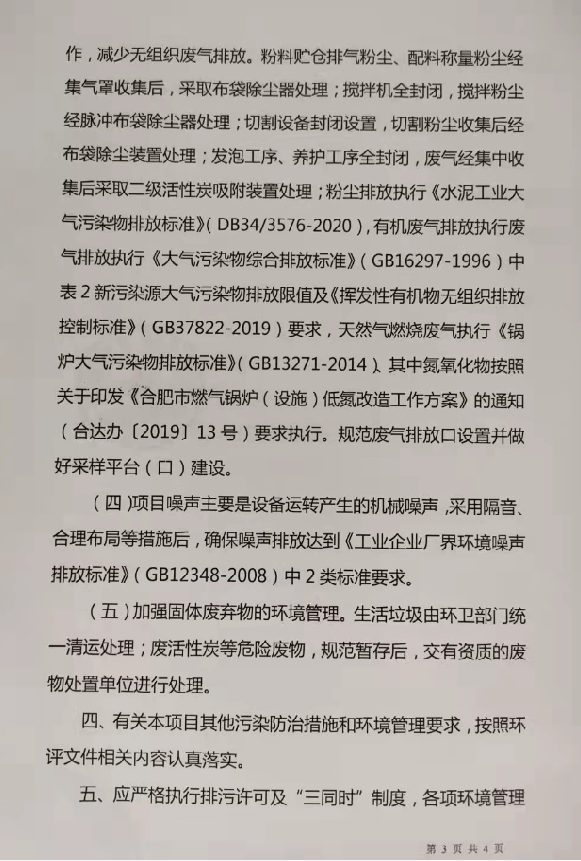 作，减少无组织废气排放。粉料贮仓排气粉尘、配料称量粉尘经
集气罩收集后，采取布袋除尘器处理；搅拌机全封闭，搅拌粉尘
经脉冲布袋除尘器处理；切割设备封闭设置，切割粉尘收集后经
布袋除尘装置处理；发泡工序、养护工序全封闭，废气经集中收
集后采取二级活性炭吸附装置处理；粉尘排放执行《水泥工业大
气污染物排放标准》（DB34/3576-2020），有机废气排放执行废
气排放执行《大气污染物综合排放标准》（GB16297-1996）中
表2新污染源大气污染物排放限值及《挥发性有机物无组织排放
控制标准》（GB37822-2019）要求，天然气燃烧废气执行《锅
炉大气污染物排放标准》（GB13271-2014），其中氮氧化物按照
关于印发《合肥市燃气锅炉（设施）低氮改造工作方案》的通知
（合达办〔2019〕13号）要求执行。规范废气排放口设置并做
好采样平台（口）建设。
（四）项目噪声主要是设备运转产生的机械噪声，采用隔音、
合理布局等措施后，确保噪声排放达到《工业企业厂界环境噪声
排放标准》（GB12348-2008）中2类标准要求。
（五）加强固体废弃物的环境管理。生活垃圾由环卫部门统
一清运处理；废活性炭等危险废物，规范暂存后，交有资质的废
物处置单位进行处理。
四、有关本项目其他污染防治措施和环境管理要求，按照环
评文件相关内容认真落实。
五、应严格执行排污许可及“三同时”制度，各项环境管理
第 3 页 共 4 页